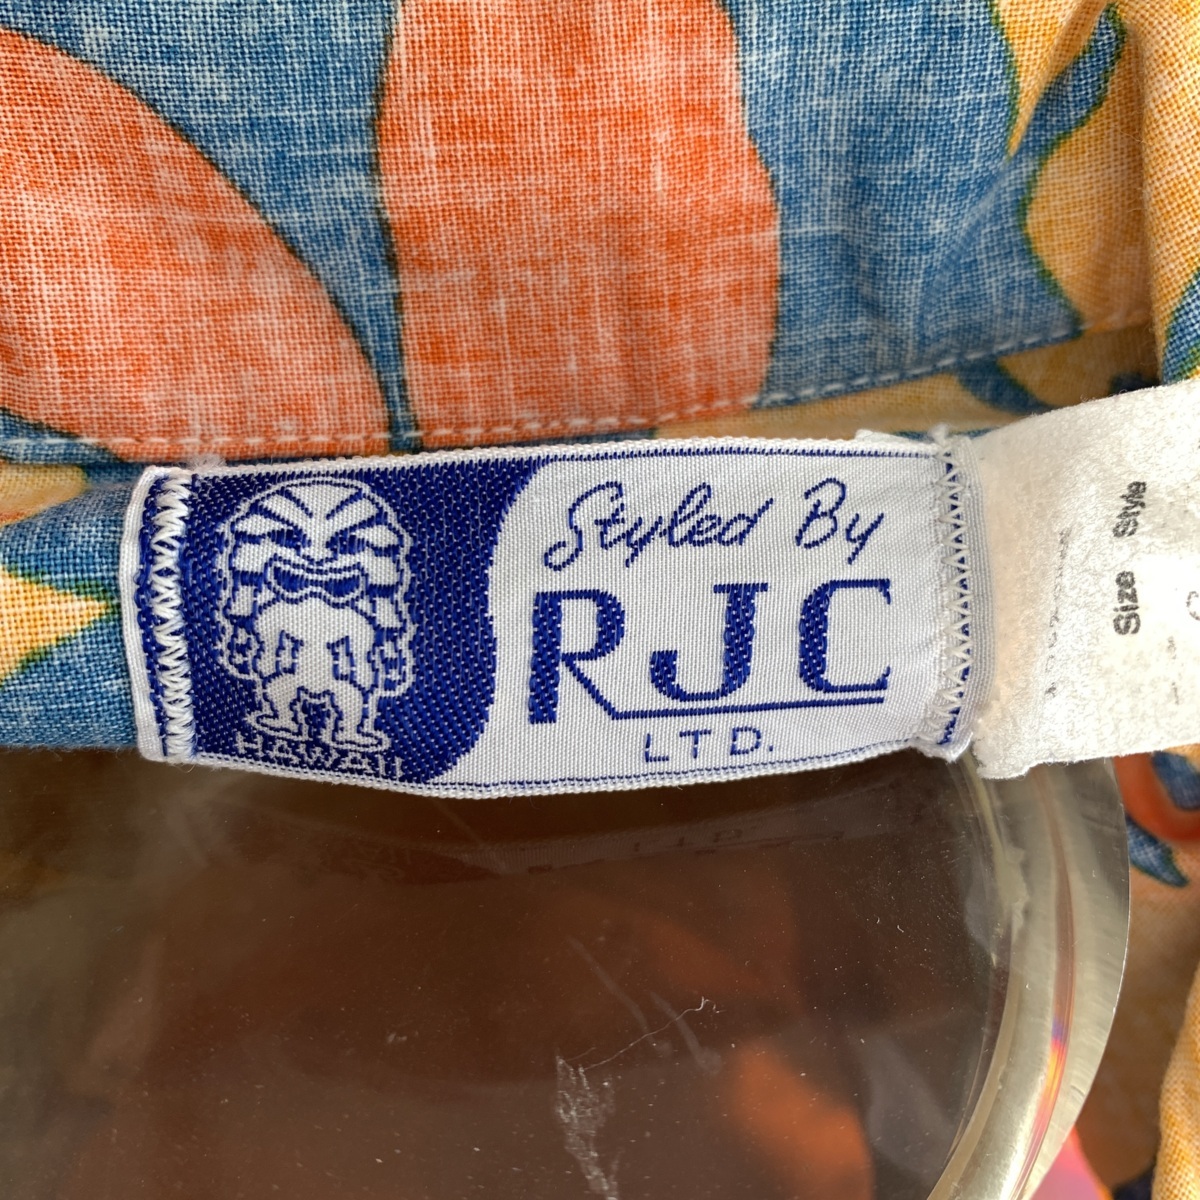 Styled By
RJC
LTD.
HAWAII
Size Style